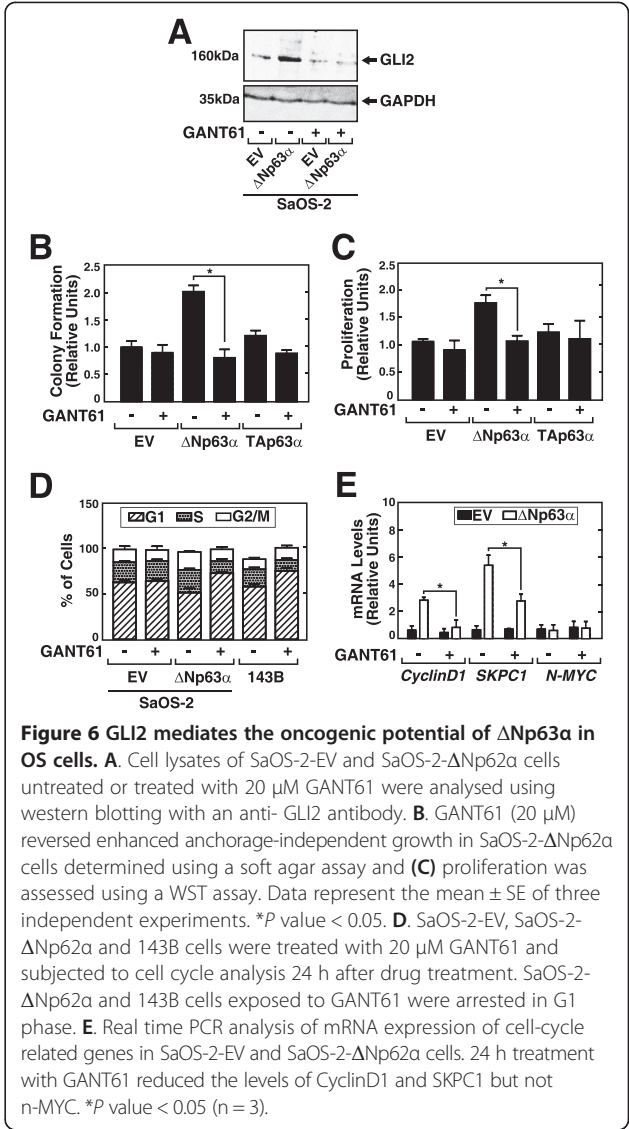 A
160kDa
GLI2
35kDa
GAPDH
GANT61 - - + +
EV ΔNp63α EV ΔNp63α
SaOS-2
B
Colony Formation
(Relative Units)
2.5
2.0
1.5
1.0
0.5
0
*
GANT61 - + - + - +
EV ΔNp63α TAp63α
C
Proliferation
(Relative Units)
2.5
2.0
1.5
1.0
0.5
0
*
GANT61 - + - + - +
EV ΔNp63α TAp63α
D
% of Cells
150
100
50
0
G1 S G2/M
GANT61 - + - + - +
EV ΔNp63α 143B
SaOS-2
E
mRNA Levels
(Relative Units)
10
8
6
4
2
0
EV ΔNp63α
* *
GANT61 - + - + - +
CyclinD1 SKPC1 N-MYC
Figure 6 GLI2 mediates the oncogenic potential of ΔNp63α in
OS cells. A. Cell lysates of SaOS-2-EV and SaOS-2-ΔNp62α cells
untreated or treated with 20 μM GANT61 were analysed using
western blotting with an anti- GLI2 antibody. B. GANT61 (20 μM)
reversed enhanced anchorage-independent growth in SaOS-2-ΔNp62α
cells determined using a soft agar assay and (C) proliferation was
assessed using a WST assay. Data represent the mean ± SE of three
independent experiments. *P value < 0.05. D. SaOS-2-EV, SaOS-2-
ΔNp62α and 143B cells were treated with 20 μM GANT61 and
subjected to cell cycle analysis 24 h after drug treatment. SaOS-2-
ΔNp62α and 143B cells exposed to GANT61 were arrested in G1
phase. E. Real time PCR analysis of mRNA expression of cell-cycle
related genes in SaOS-2-EV and SaOS-2-ΔNp62α cells. 24 h treatment
with GANT61 reduced the levels of CyclinD1 and SKPC1 but not
n-MYC. *P value < 0.05 (n = 3).